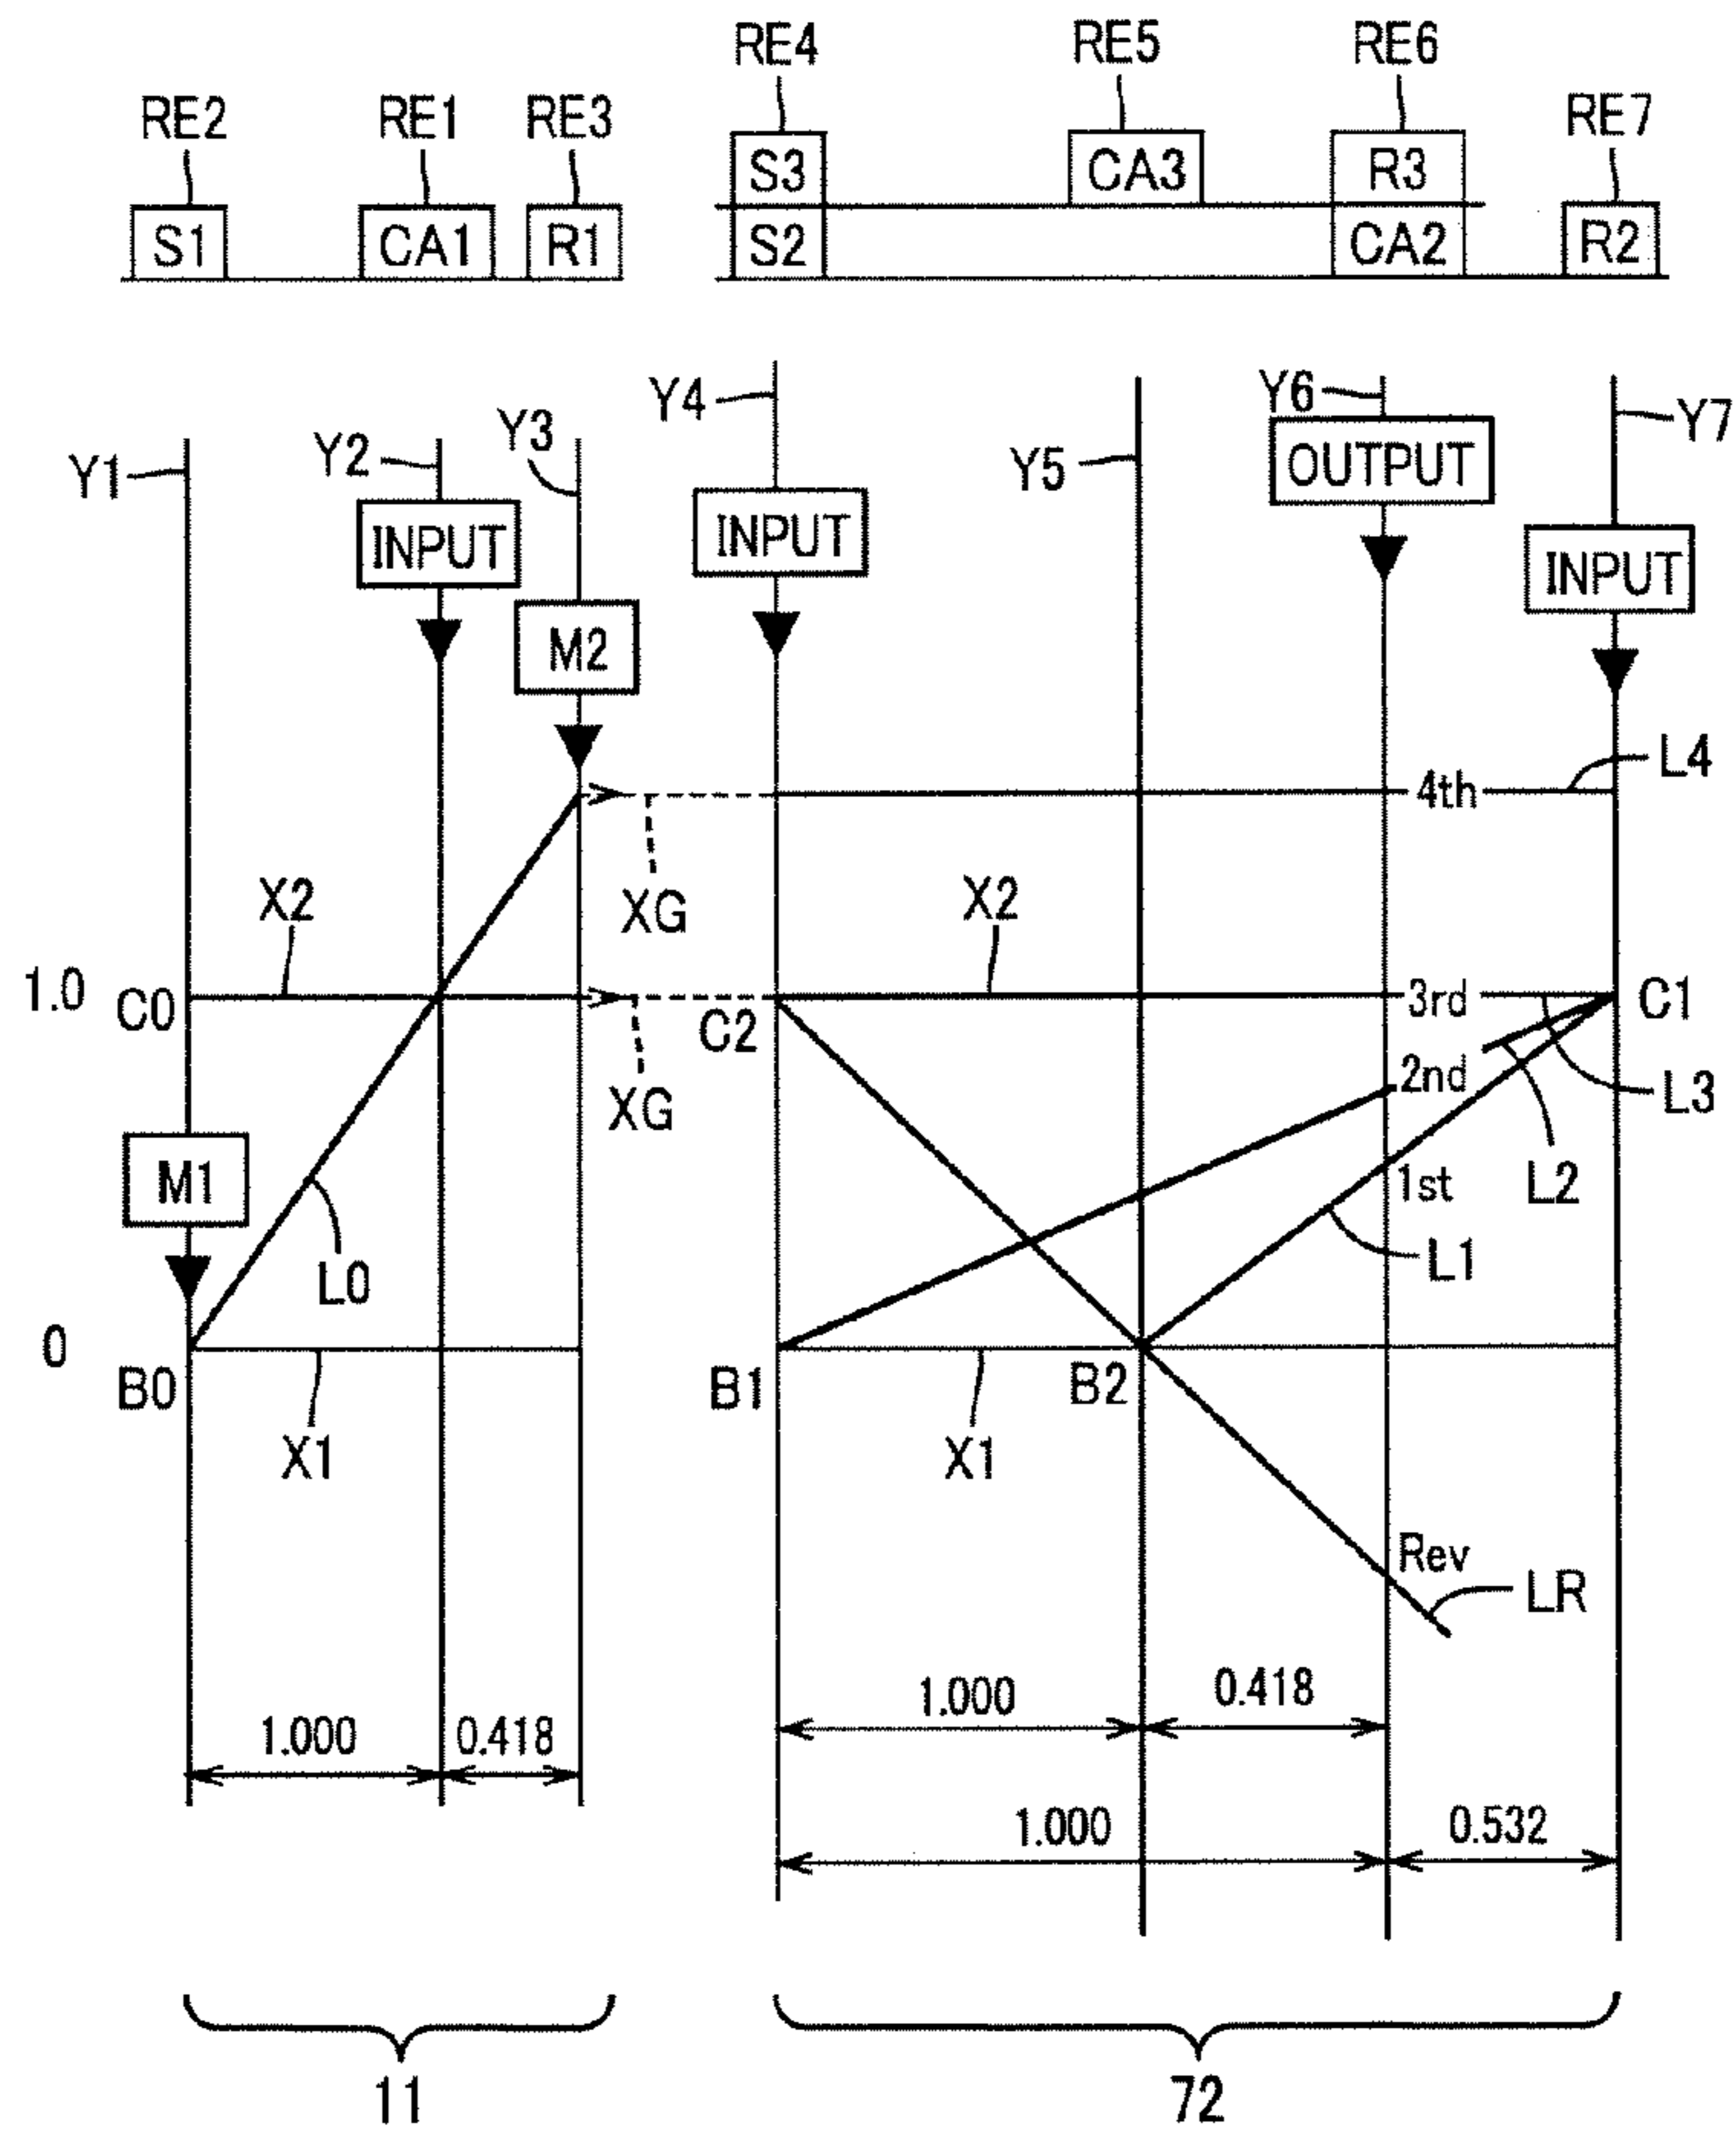 RE4 RE5 RE6
RE2 RE1 RE3 RE7
S3 CA3 R3
S1 CA1 R1 S2 CA2 R2
Y4 Y6 Y7
Y1 Y2 Y3 Y5 OUTPUT
INPUT INPUT INPUT
M2
4th L4
X2 XG X2
1.0 C0 C2 3rd C1
XG 2nd L3
M1 1st L2
L0 L1
0
B0 B1 B2
X1 X1
Rev LR
1.000 0.418
1.000 0.418
1.000 0.532
11 72